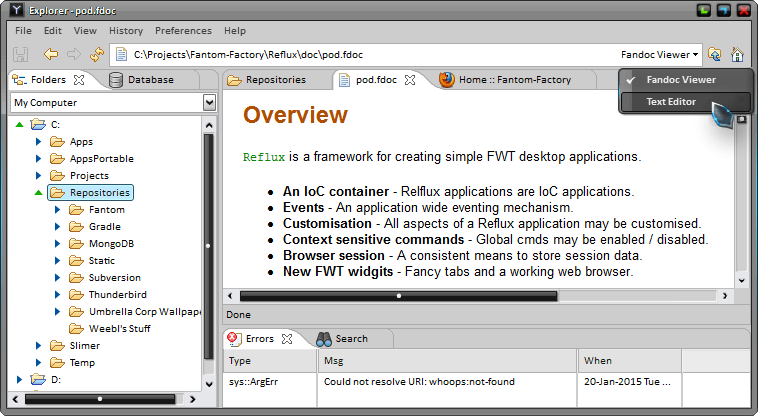 Explorer - pod.fdoc
File Edit View History Preferences Help
C:\Projects\Fantom-Factory\Reflux\doc\pod.fdoc
Fandoc Viewer
Fandoc Viewer
Text Editor
Folders
Database
My Computer
C:
Apps
AppsPortable
Projects
Repositories
Fantom
Gradle
MongoDB
Static
Subversion
Thunderbird
Umbrella Corp Wallpape
Weebl's Stuff
Slimer
Temp
D:
Repositories
pod.fdoc
Home :: Fantom-Factory
Overview
Reflux is a framework for creating simple FWT desktop applications.
An IoC container - Relflux applications are IoC applications.
Events - An application wide eventing mechanism.
Customisation - All aspects of a Reflux application may be customised.
Context sensitive commands - Global cmds may be enabled / disabled.
Browser session - A consistent means to store session data.
New FWT widgits - Fancy tabs and a working web browser.
Done
Errors
Search
Type Msg When
sys::ArgErr Could not resolve URI: whoops:not-found 20-Jan-2015 Tue ...